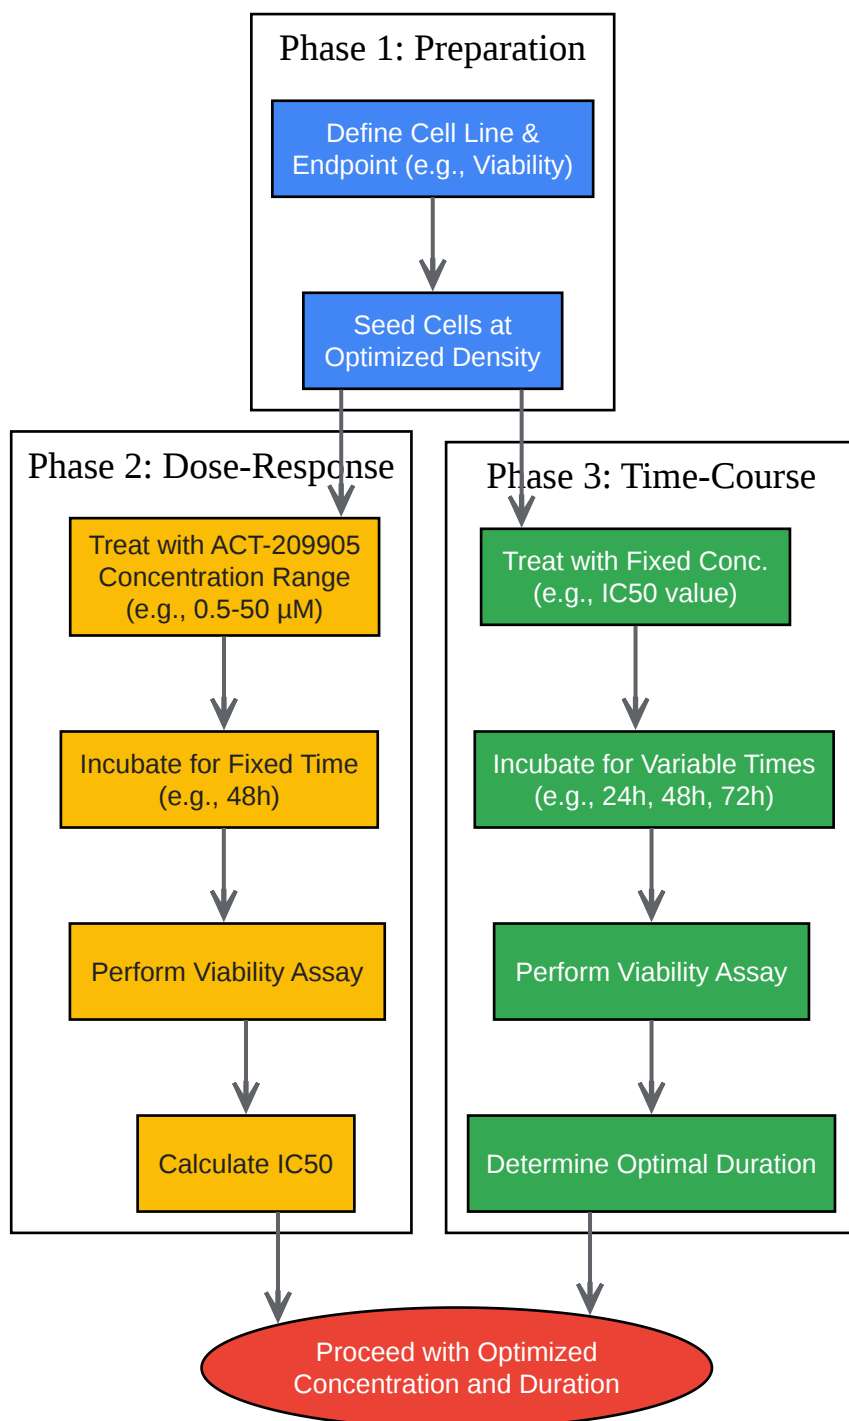 Phase 1: Preparation
Define Cell Line &
Endpoint (e.g., Viability)
Seed Cells at
Optimized Density
Phase 2: Dose-Response
Treat with ACT-209905
Concentration Range
(e.g., 0.5-50 µM)
Incubate for Fixed Time
(e.g., 48h)
Perform Viability Assay
Calculate IC50
Phase 3: Time-Course
Treat with Fixed Conc.
(e.g., IC50 value)
Incubate for Variable Times
(e.g., 24h, 48h, 72h)
Perform Viability Assay
Determine Optimal Duration
Proceed with Optimized
Concentration and Duration